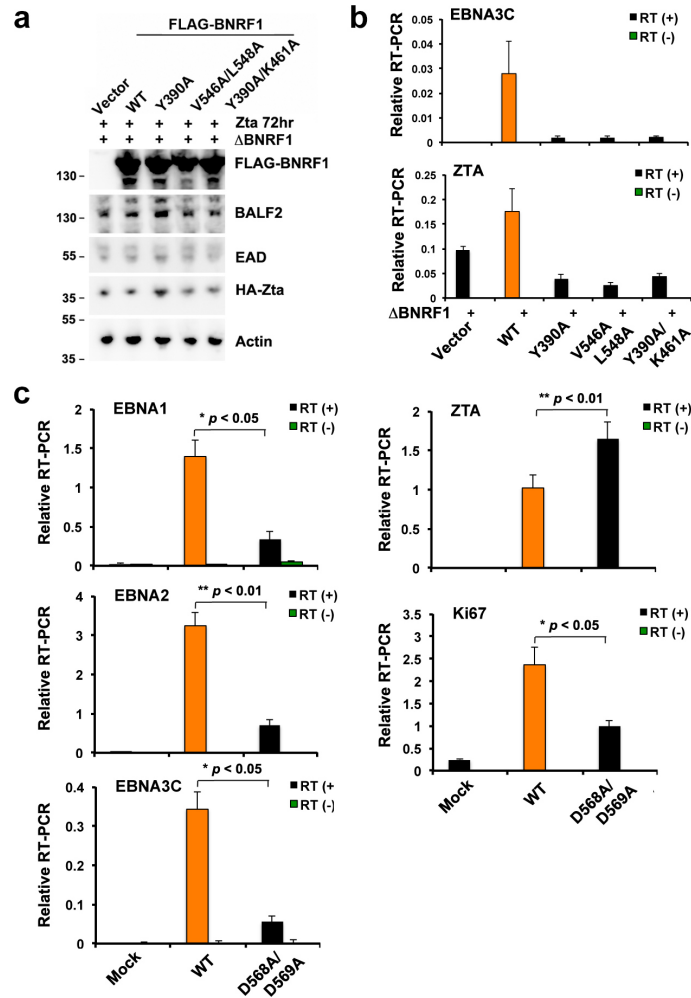 a
FLAG-BNRF1
Vector
WT
Y390A
V546A/L548A
Y390A/K461A
+ + + + + Zta 72hr
+ + + + + ΔBNRF1
130 -
FLAG-BNRF1
130 -
BALF2
55 -
EAD
35 -
HA-Zta
55 -
Actin
35 -
b
EBNA3C
RT (+)
RT (-)
Relative RT-PCR
0.05
0.04
0.03
0.02
0.01
0
ZTA
RT (+)
RT (-)
Relative RT-PCR
0.25
0.2
0.15
0.1
0.05
0
ΔBNRF1 + + + + +
Vector
WT
Y390A
V546A
L548A
Y390A/
K461A
c
EBNA1
* p < 0.05
RT (+)
RT (-)
Relative RT-PCR
2
1.5
1
0.5
0
EBNA2
** p < 0.01
RT (+)
RT (-)
Relative RT-PCR
4
3
2
1
0
EBNA3C
* p < 0.05
RT (+
RT (-)
Relative RT-PCR
0.4
0.3
0.2
0.1
0
Mock
WT
D568A/
D569A
ZTA
** p < 0.01
RT (+)
RT (-)
Relative RT-PCR
2
1.5
1
0.5
0
Ki67
* p < 0.05
RT (+)
RT (-)
Relative RT-PCR
3
2.5
2
1.5
1
0.5
0
Mock
WT
D568A/
D569A